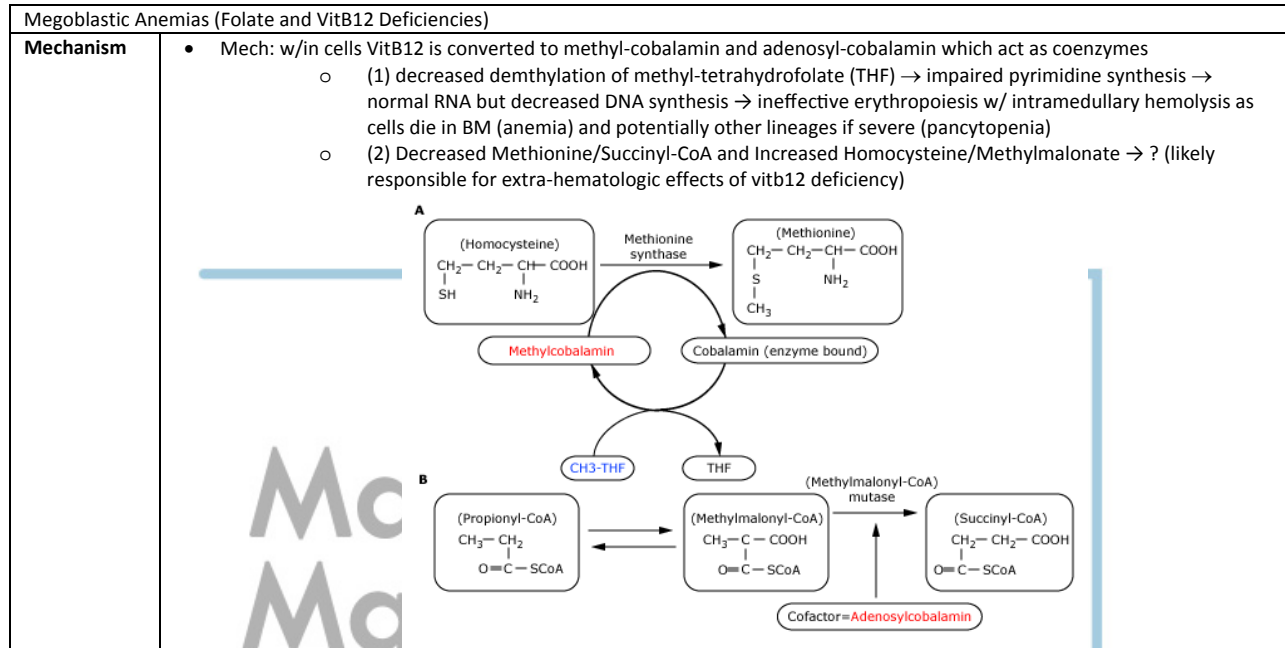 Megoblastic Anemias (Folate and VitB12 Deficiencies)
Mechanism
• Mech: w/in cells VitB12 is converted to methyl-cobalamin and adenosyl-cobalamin which act as coenzymes
o (1) decreased demthylation of methyl-tetrahydrofolate (THF) → impaired pyrimidine synthesis →
normal RNA but decreased DNA synthesis → ineffective erythropoiesis w/ intramedullary hemolysis as
cells die in BM (anemia) and potentially other lineages if severe (pancytopenia)
o (2) Decreased Methionine/Succinyl-CoA and Increased Homocysteine/Methylmalonate → ? (likely
responsible for extra-hematologic effects of vitb12 deficiency)
A
(Homocysteine)
CH₂— CH₂— CH— COOH
SH NH₂
Methionine
synthase
(Methionine)
CH₂— CH₂—CH— COOH
S NH₂
CH₃
Methylcobalamin
Cobalamin (enzyme bound)
CH3-THF
THF
B
(Propionyl-CoA)
CH₃— CH₂
O=C—SCoA
(Methylmalonyl-CoA)
CH₃—C—COOH
O=C—SCoA
(Methylmalonyl-CoA)
mutase
(Succinyl-CoA)
CH₂—CH₂—COOH
O=C—SCoA
Cofactor=Adenosylcobalamin